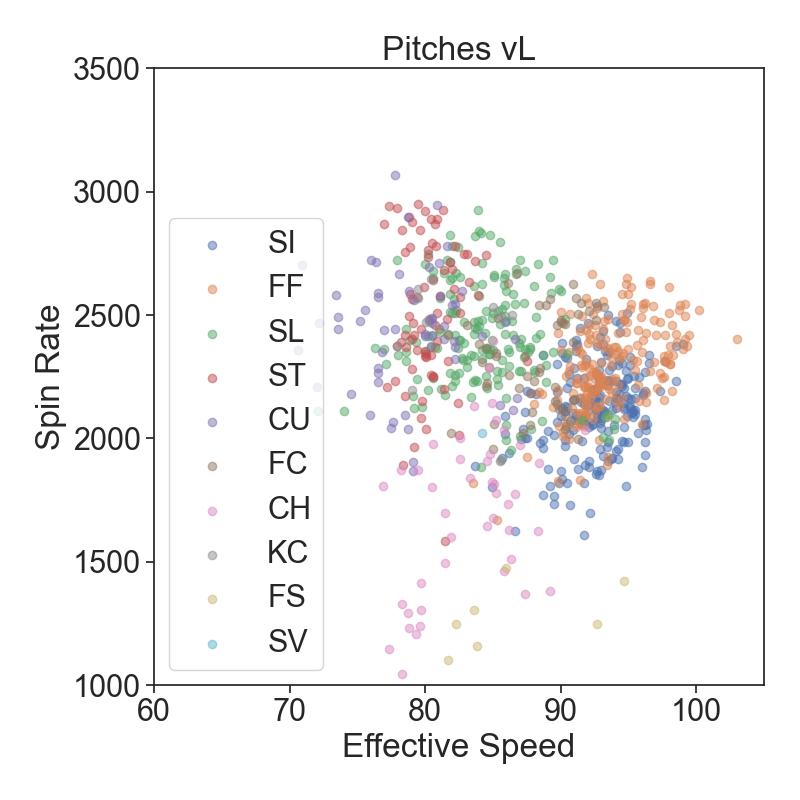 Pitches vL
3500
3000
2500
2000
1500
1000
Spin Rate
SI
FF
SL
ST
CU
FC
CH
KC
FS
SV
60 70 80 90 100
Effective Speed